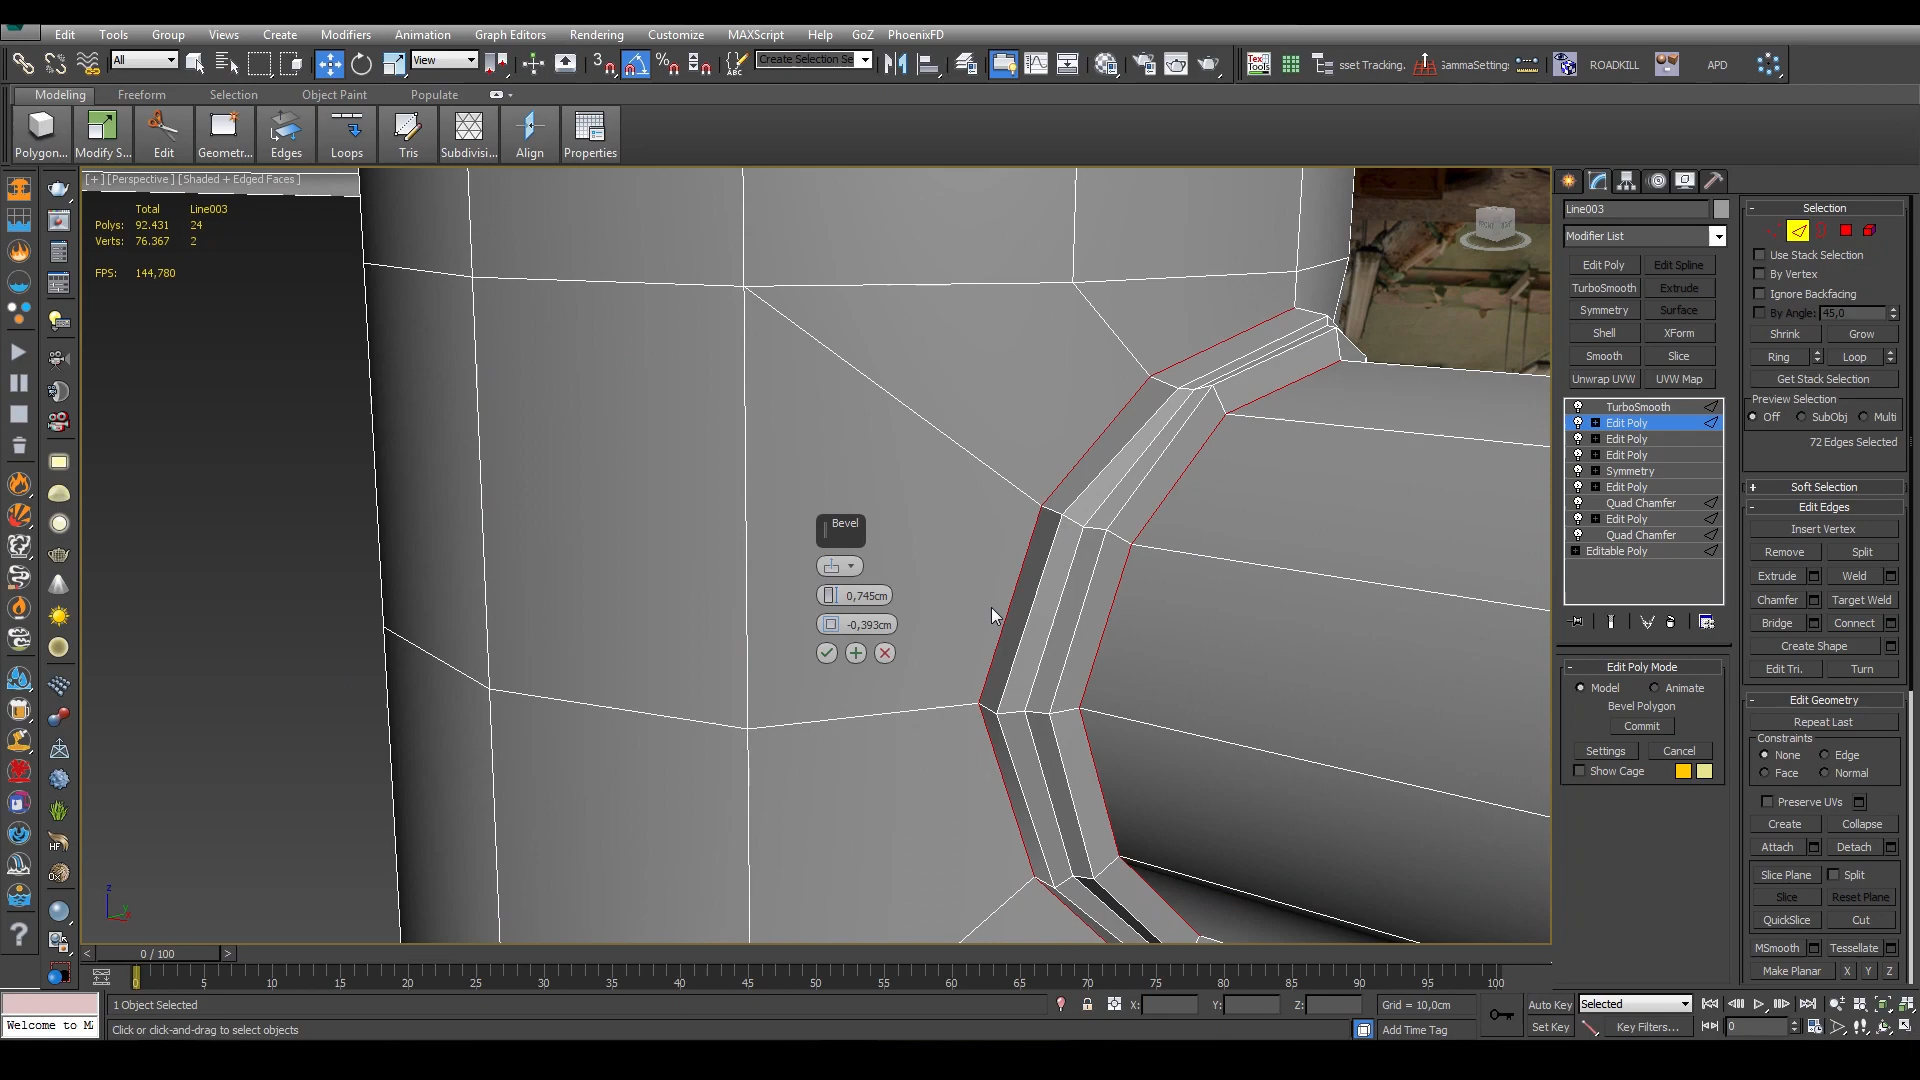 Edit Tools Group Views Create Modifiers Animation Graph Editors Rendering Customize MAXScript Help GoZ PhoenixFD
All View 3 Create Selection Se Tex Tools sset Tracking. GammaSetting: ROADKILL APD
Modeling Freeform Selection Object Paint Populate
Polygon... Modify S... Edit Geometr... Edges Loops Tris Subdivisi... Align Properties
[+] [Perspective ] [Shaded + Edged Faces ]
Total Line003
Polys: 92.431 24
Verts: 76.367 2
FPS: 144,780
Bevel
0,745cm
-0,393cm
z
HF
Line003
Modifier List
Edit Poly Edit Spline
TurboSmooth Extrude
Symmetry Surface
Shell XForm
Smooth Slice
Unwrap UVW UVW Map
TurboSmooth
Edit Poly
Edit Poly
Edit Poly
Symmetry
Edit Poly
Quad Chamfer
Edit Poly
Quad Chamfer
Editable Poly
- Edit Poly Mode
Model Animate
Bevel Polygon
Commit
Settings Cancel
Show Cage
- Selection
Use Stack Selection
By Vertex
Ignore Backfacing
By Angle: 45,0
Shrink Grow
Ring Loop
Get Stack Selection
Preview Selection
Off SubObj Multi
72 Edges Selected
+ Soft Selection
- Edit Edges
Insert Vertex
Remove Split
Extrude Weld
Chamfer Target Weld
Bridge Connect
Create Shape
Edit Tri. Turn
- Edit Geometry
Repeat Last
Constraints
None Edge
Face Normal
Preserve UVs
Create Collapse
Attach Detach
Slice Plane Split
Slice Reset Plane
QuickSlice Cut
MSmooth Tessellate
Make Planar X Y Z
< 0 / 100 >
0 5 10 15 20 25 30 35 40 45 50 55 60 65 70 75 80 85 90 95 100
1 Object Selected X: Y: Z: Grid = 10,0cm Auto Key Selected
Welcome to M Click or click-and-drag to select objects Add Time Tag Set Key Key Filters... 0